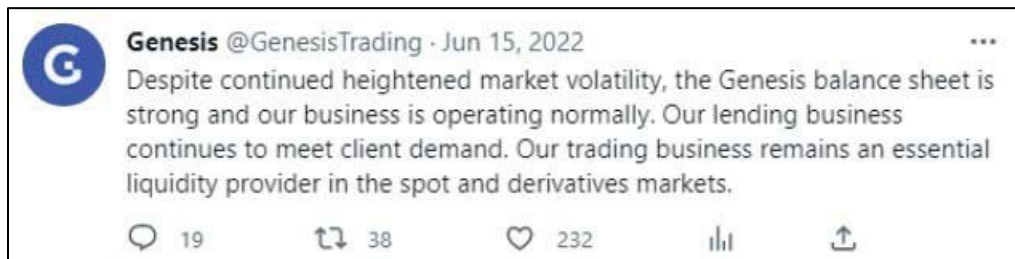 Genesis @GenesisTrading · Jun 15, 2022 ...
Despite continued heightened market volatility, the Genesis balance sheet is
strong and our business is operating normally. Our lending business
continues to meet client demand. Our trading business remains an essential
liquidity provider in the spot and derivatives markets.
19 38 232